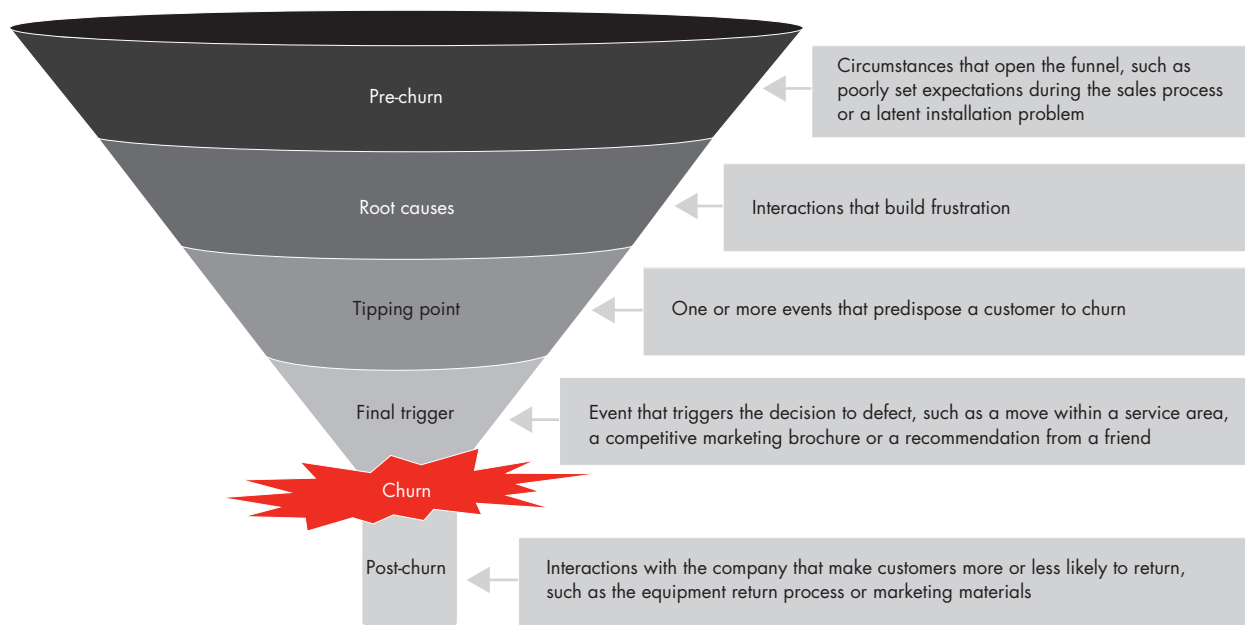 Pre-churn
Circumstances that open the funnel, such as
poorly set expectations during the sales process
or a latent installation problem
Root causes
Interactions that build frustration
Tipping point
One or more events that predispose a customer to churn
Final trigger
Event that triggers the decision to defect, such as a move within a service area,
a competitive marketing brochure or a recommendation from a friend
Churn
Post-churn
Interactions with the company that make customers more or less likely to return,
such as the equipment return process or marketing materials